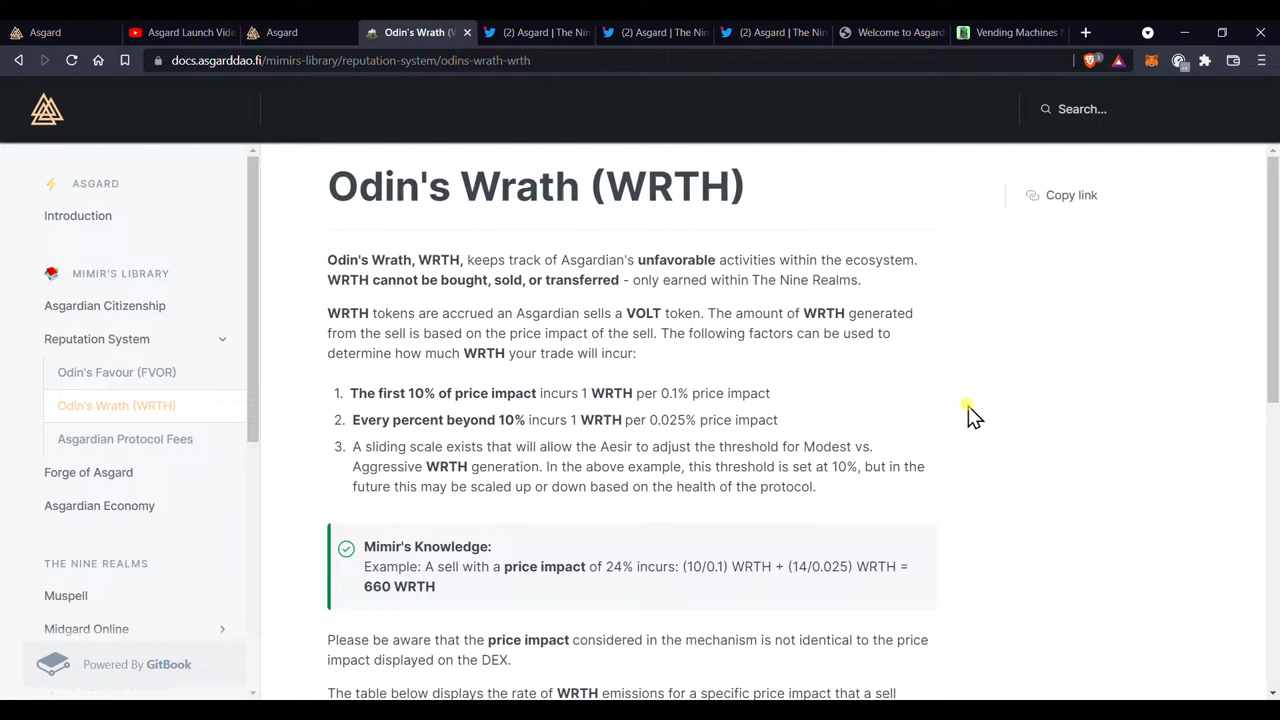 Asgard
Asgard Launch Vide
Asgard
Odin's Wrath (V
(2) Asgard | The Nin
(2) Asgard | The Nin
(2) Asgard | The Nin
Welcome to Asgard
Vending Machines N
docs.asgarddao.fi/mimirs-library/reputation-system/odins-wrath-wrth
Search...
ASGARD
Introduction
MIMIR'S LIBRARY
Asgardian Citizenship
Reputation System
Odin's Favour (FVOR)
Odin's Wrath (WRTH)
Asgardian Protocol Fees
Forge of Asgard
Asgardian Economy
THE NINE REALMS
Muspell
Midgard Online
Powered By GitBook
Odin's Wrath (WRTH)
Copy link
Odin's Wrath, WRTH, keeps track of Asgardian's unfavorable activities within the ecosystem.
WRTH cannot be bought, sold, or transferred - only earned within The Nine Realms.
WRTH tokens are accrued an Asgardian sells a VOLT token. The amount of WRTH generated
from the sell is based on the price impact of the sell. The following factors can be used to
determine how much WRTH your trade will incur:
1. The first 10% of price impact incurs 1 WRTH per 0.1% price impact
2. Every percent beyond 10% incurs 1 WRTH per 0.025% price impact
3. A sliding scale exists that will allow the Aesir to adjust the threshold for Modest vs.
Aggressive WRTH generation. In the above example, this threshold is set at 10%, but in the
future this may be scaled up or down based on the health of the protocol.
Mimir's Knowledge:
Example: A sell with a price impact of 24% incurs: (10/0.1) WRTH + (14/0.025) WRTH =
660 WRTH
Please be aware that the price impact considered in the mechanism is not identical to the price
impact displayed on the DEX.
The table below displays the rate of WRTH emissions for a specific price impact that a sell